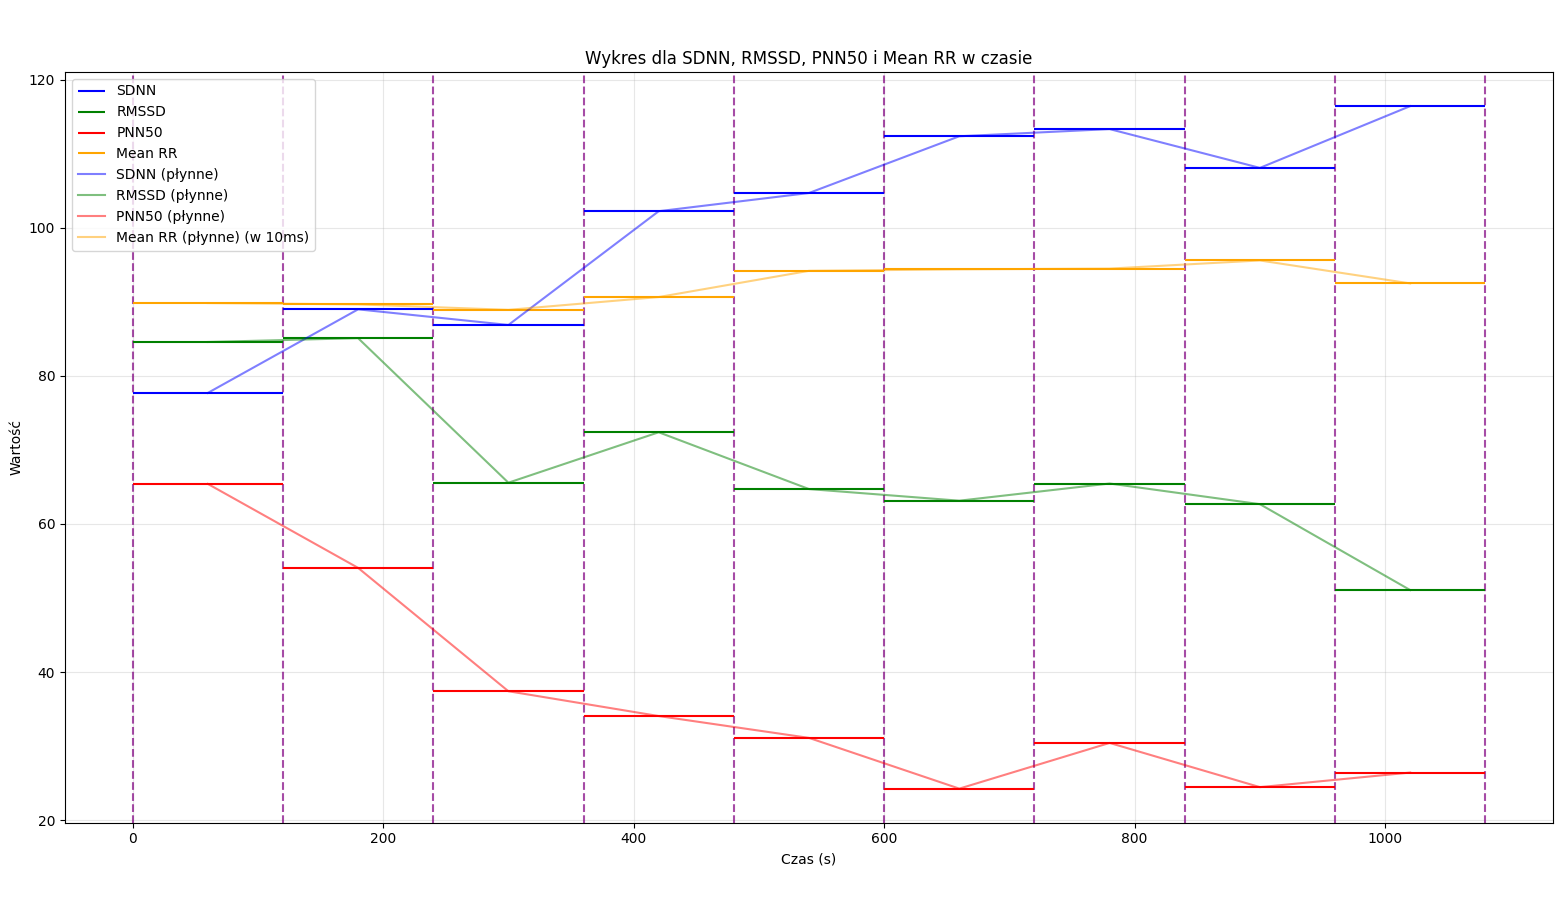 Wykres dla SDNN, RMSSD, PNN50 i Mean RR w czasie
120
100
80
60
40
20
Wartość
SDNN
RMSSD
PNN50
Mean RR
SDNN (płynne)
RMSSD (płynne)
PNN50 (płynne)
Mean RR (płynne) (w 10ms)
0
200
400
600
800
1000
Czas (s)